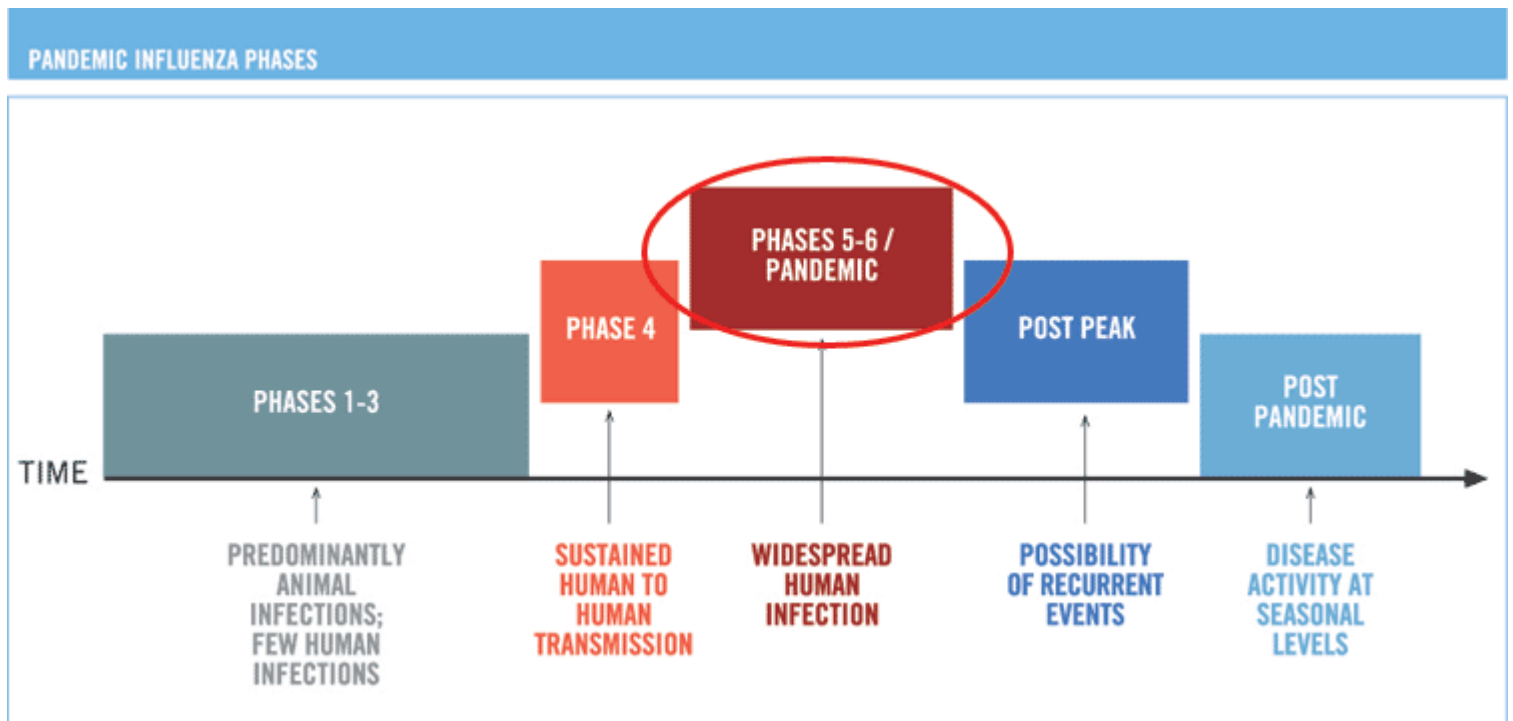 PANDEMIC INFLUENZA PHASES
PHASES 5-6 /
PANDEMIC
PHASE 4
POST PEAK
PHASES 1-3
POST
PANDEMIC
TIME
PREDOMINANTLY
ANIMAL
INFECTIONS;
FEW HUMAN
INFECTIONS
SUSTAINED
HUMAN TO
HUMAN
TRANSMISSION
WIDESPREAD
HUMAN
INFECTION
POSSIBILITY
OF RECURRENT
EVENTS
DISEASE
ACTIVITY AT
SEASONAL
LEVELS